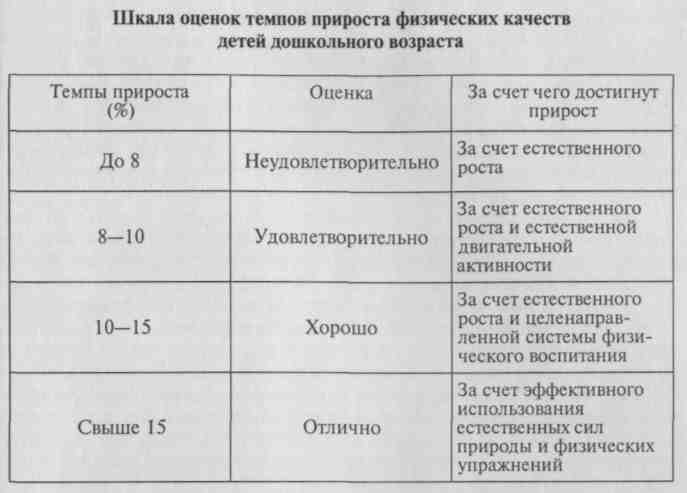 Шкала оценок темпов прироста физических качеств
детей дошкольного возраста
Темпы прироста
(%)
Оценка
За счет чего достигнут
прирост
До 8
Неудовлетворительно
За счет естественного
роста
8—10
Удовлетворительно
За счет естественного
роста и естественной
двигательной
активности
10—15
Хорошо
За счет естественного
роста и целенаправ-
ленной системы физи-
ческого воспитания
Свыше 15
Отлично
За счет эффективного
использования
естественных сил
природы и физических
упражнений